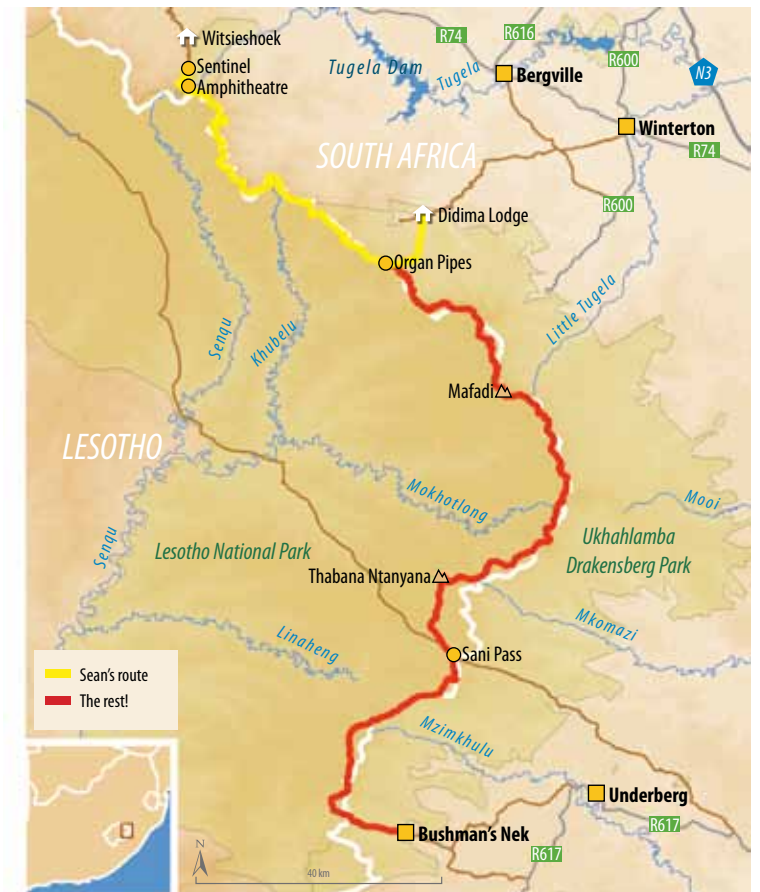 Witsieshoek
Sentinel
Amphitheatre
Tugela Dam
Tugela
R74
R616
R600
N3
Bergville
Winterton
R74
SOUTH AFRICA
R600
Didima Lodge
Organ Pipes
Little Tugela
Senqu
Khubelu
Mafadi
LESOTHO
Mokhotlong
Mooi
Senqu
Lesotho National Park
Ukhahlamba
Drakensberg Park
Thabana Ntanyana
Mkomazi
Linaheng
Sani Pass
Sean's route
The rest!
Mzimkhulu
Underberg
R617
Bushman's Nek
R617
N
40 km